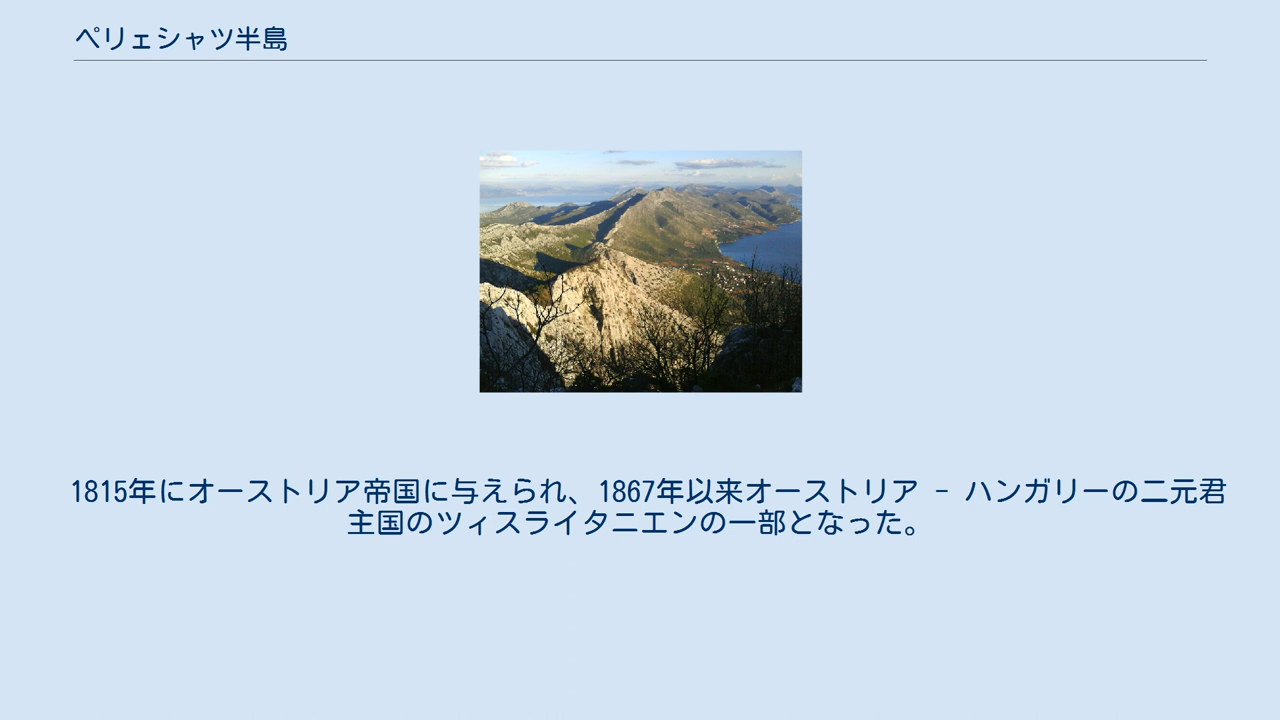 ペリェシャツ半島
1815年にオーストリア帝国に与えられ、1867年以来オーストリア － ハンガリーの二元君
主国のツィスライタニエンの一部となった。